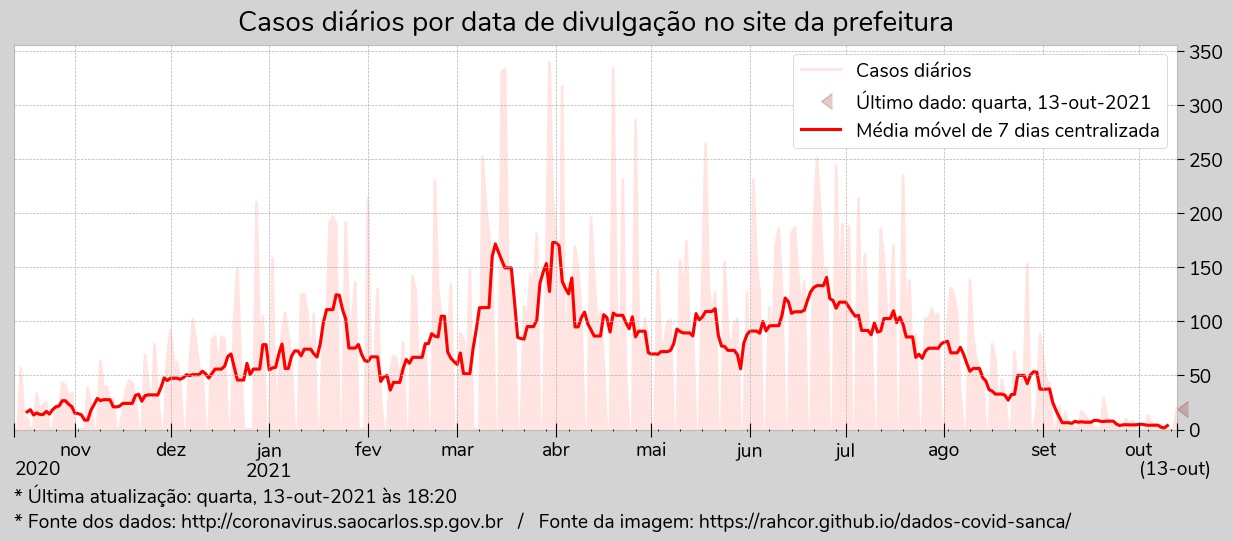 Casos diários por data de divulgação no site da prefeitura
Casos diários
Último dado: quarta, 13-out-2021
Média móvel de 7 dias centralizada
350
300
250
200
150
100
50
0
nov dez jan fev mar abr mai jun jul ago set out
2020 2021 (13-out)
* Última atualização: quarta, 13-out-2021 às 18:20
* Fonte dos dados: http://coronavirus.saocarlos.sp.gov.br / Fonte da imagem: https://rahcor.github.io/dados-covid-sanca/